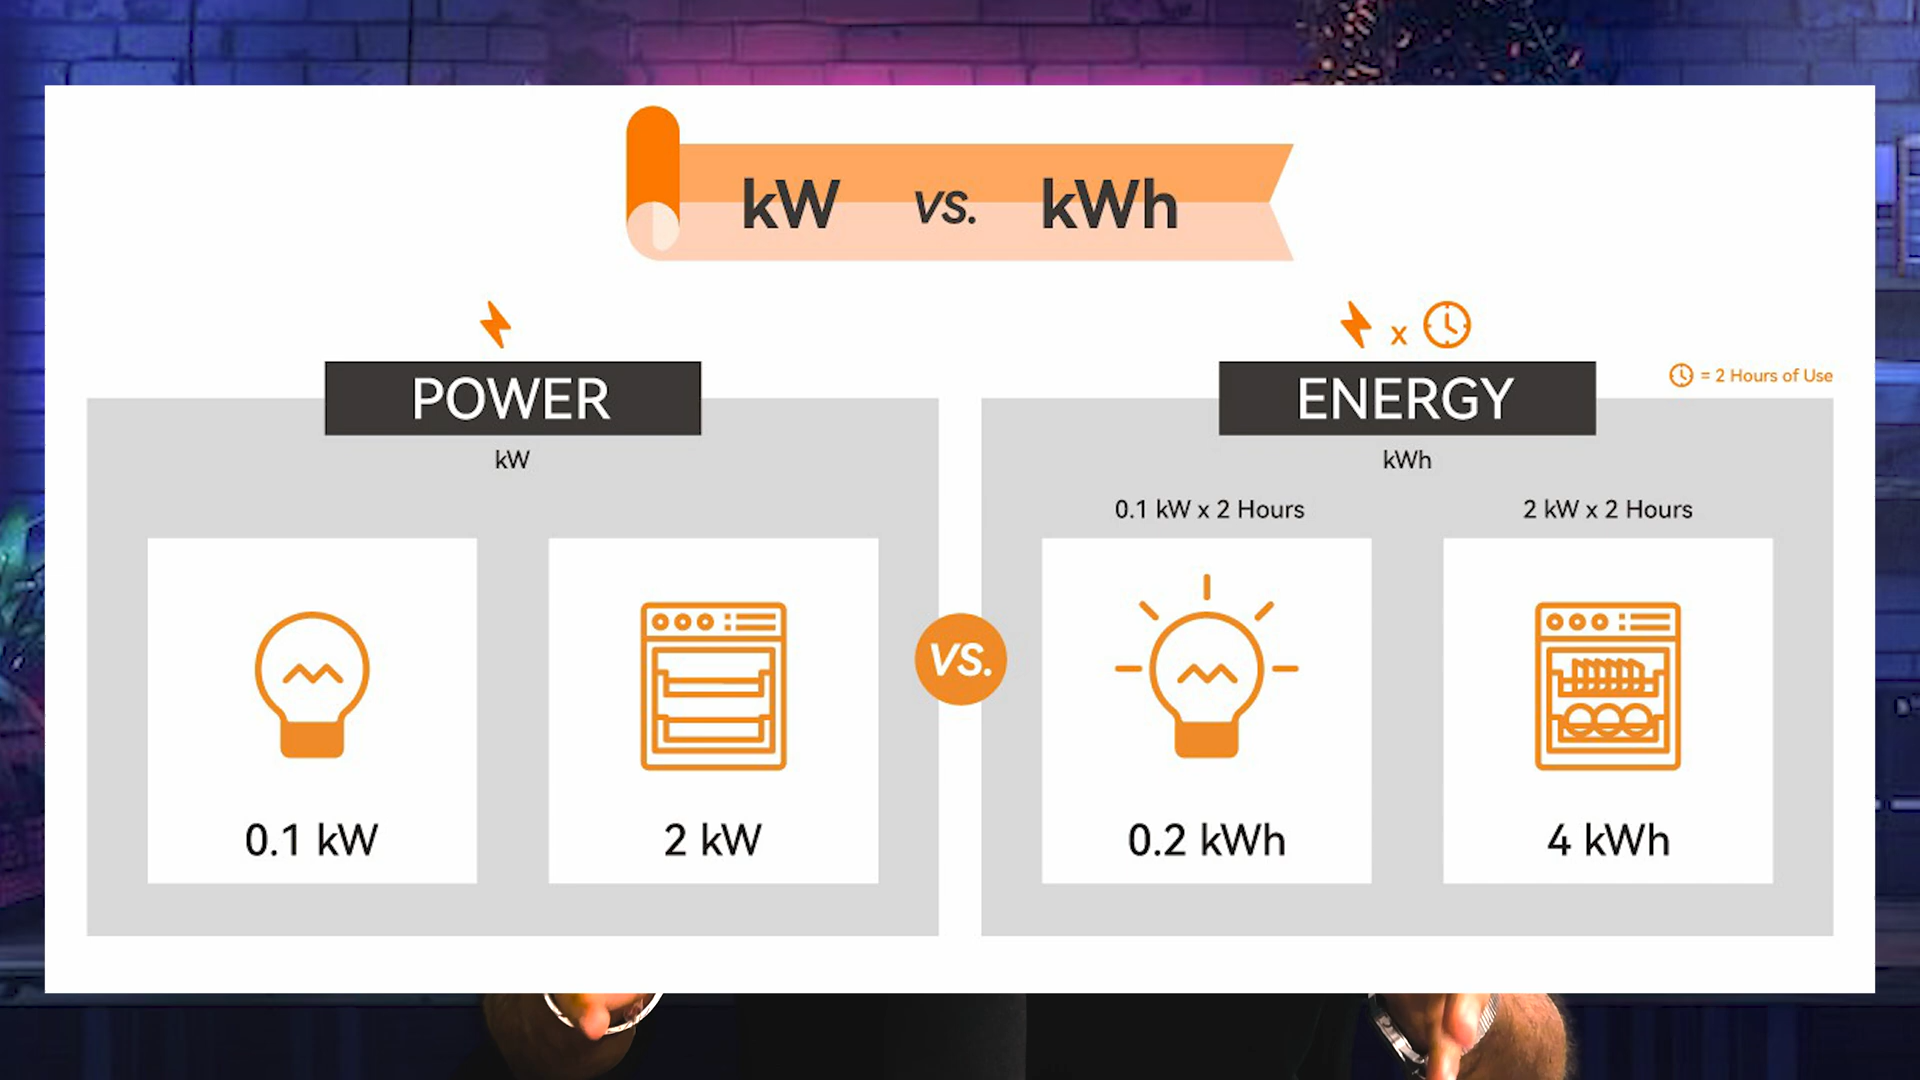 kW vs. kWh
x
POWER
kW
0.1 kW
2 kW
VS.
ENERGY
= 2 Hours of Use
kWh
0.1 kW x 2 Hours
2 kW x 2 Hours
0.2 kWh
4 kWh